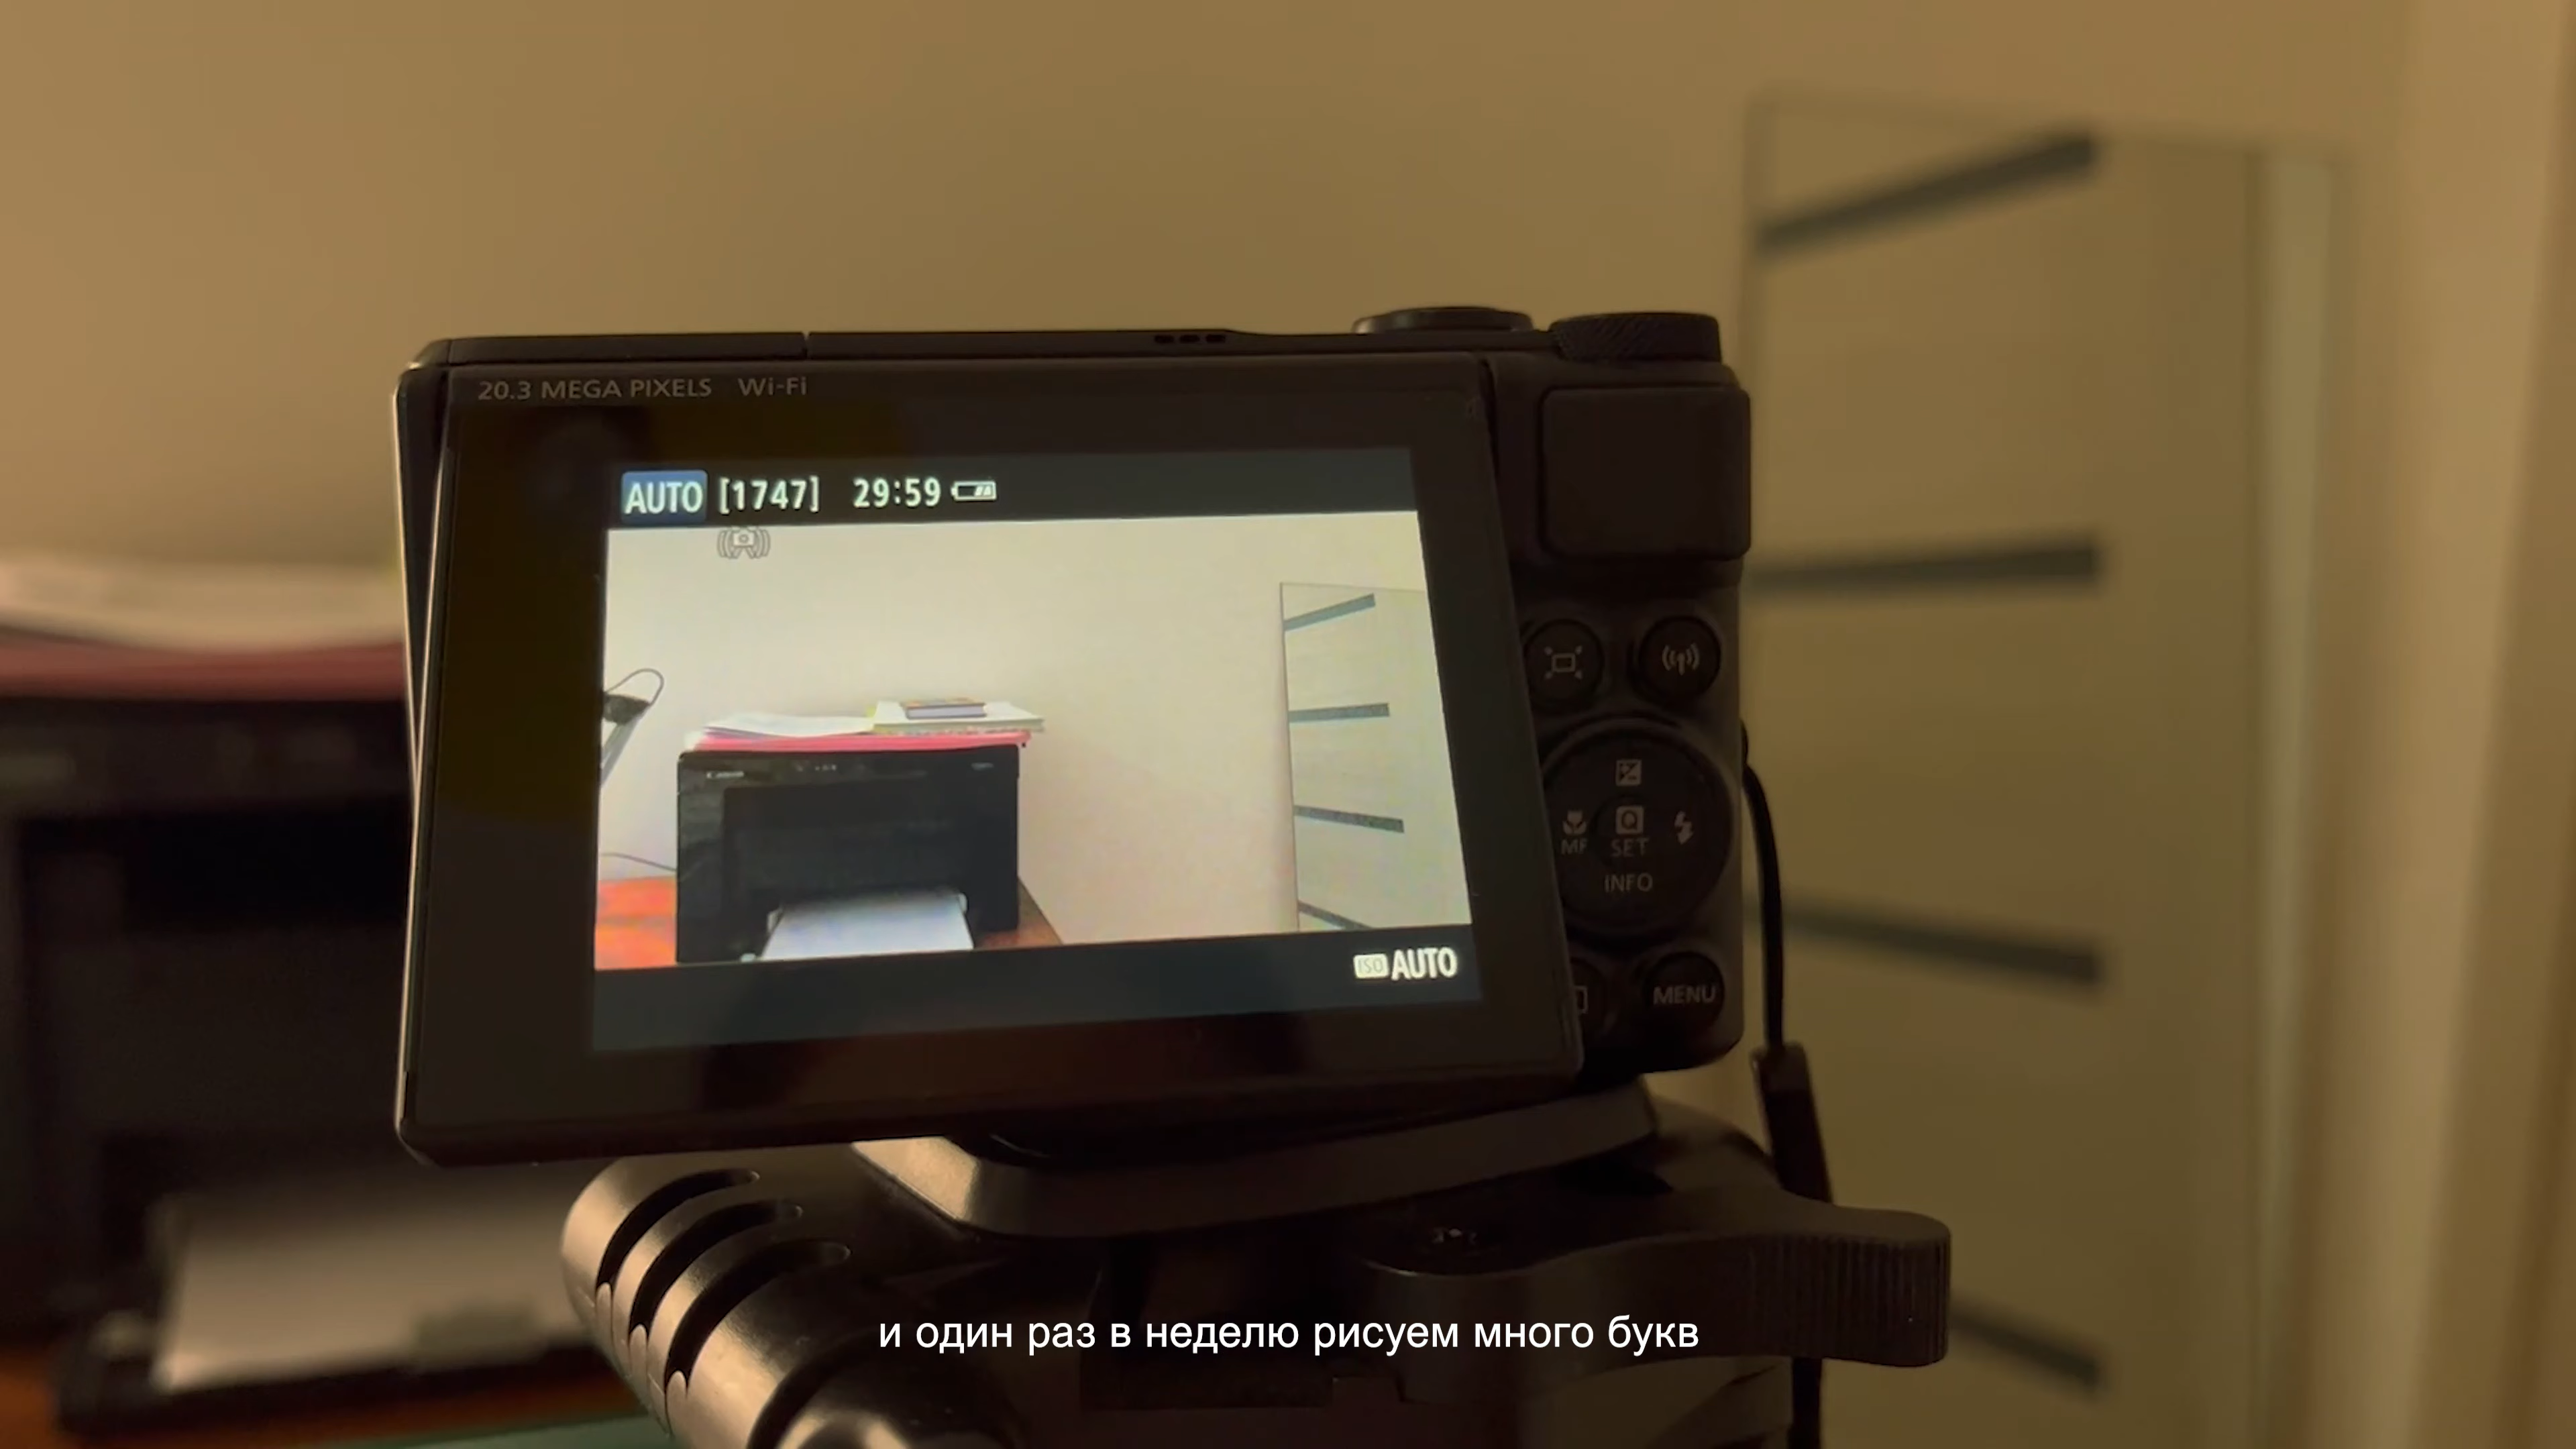 20.3 MEGA PIXELS Wi-Fi
AUTO [1747] 29:59
Canon
ISO AUTO
MF
SET
INFO
MENU
и один раз в неделю рисуем много букв